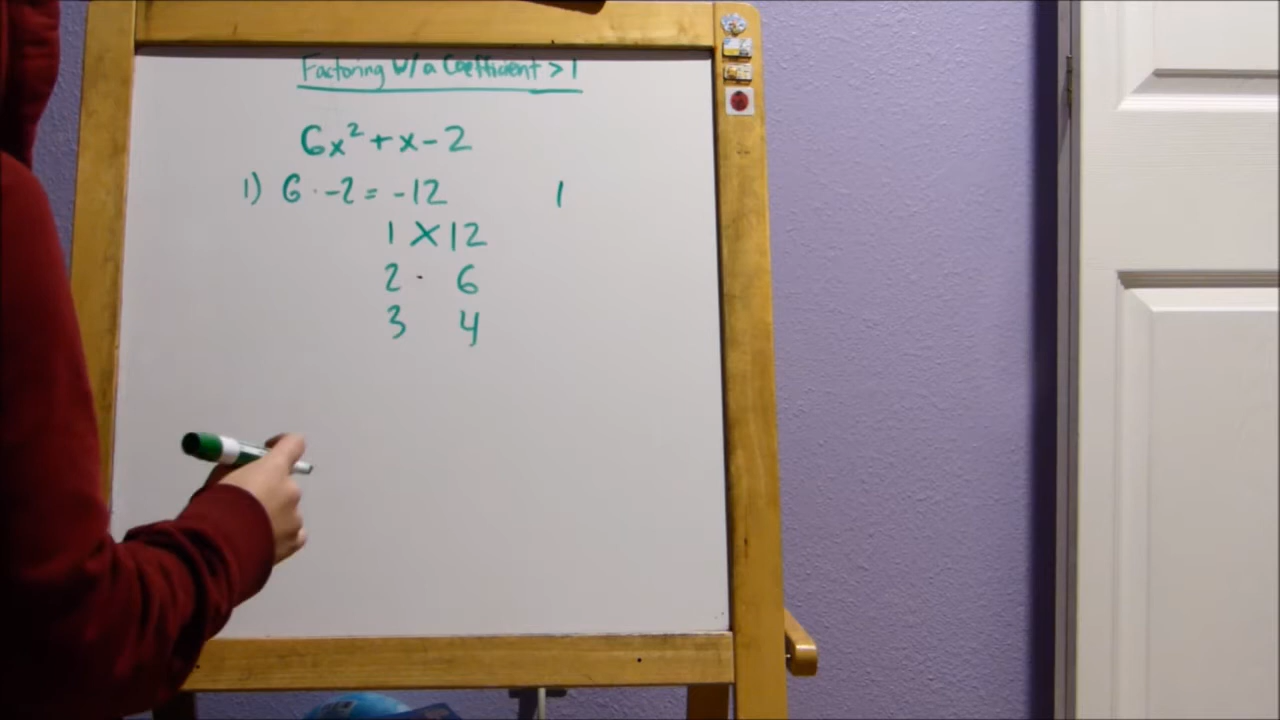 Factoring w/a Coefficient > 1
6x² + x - 2
1) 6 · -2 = -12 1
1 × 12
2 · 6
3 4